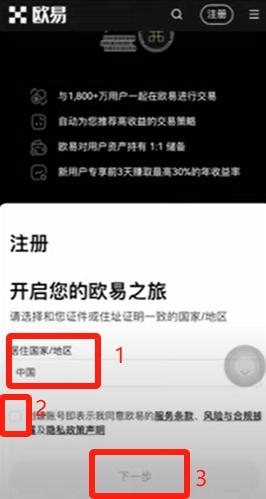 欧易
注册
与1,800+万用户一起在欧易进行交易
自动为您推荐高收益的交易策略
欧易对用户资产持有 1:1 储备
新用户专享前3天赚取最高30%的年收益率
注册
开启您的欧易之旅
请选择和您证件或住址证明一致的国家/地区
居住国家/地区
1
中国
2
账号即表示我同意欧易的服务条款、风险与合规披
及隐私政策声明
下一步
3